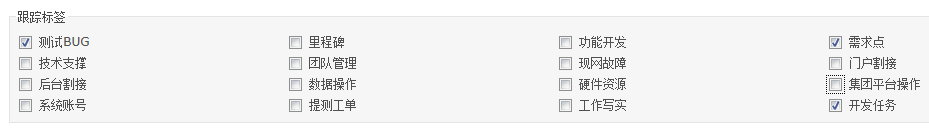 跟踪标签
测试BUG 里程碑 功能开发 需求点
技术支撑 团队管理 现网故障 门户割接
后台割接 数据操作 硬件资源 集团平台操作
系统账号 提测工单 工作写实 开发任务